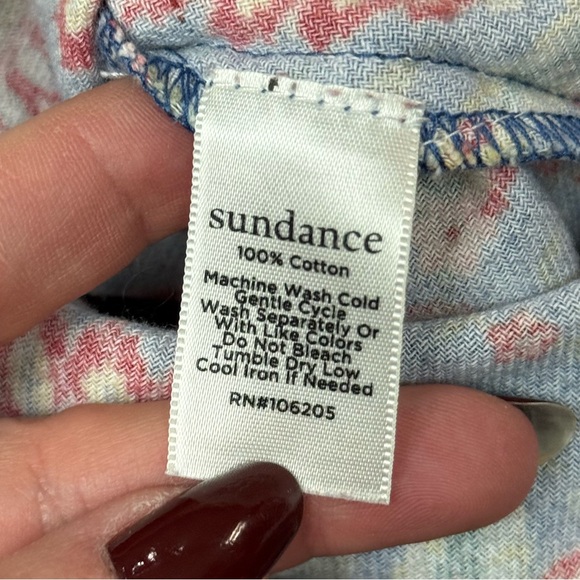 sundance
100% Cotton
Machine Wash Cold
Gentle Cycle
Wash Separately Or
With Like Colors
Do Not Bleach
Tumble Dry Low
Cool Iron If Needed
RN#106205